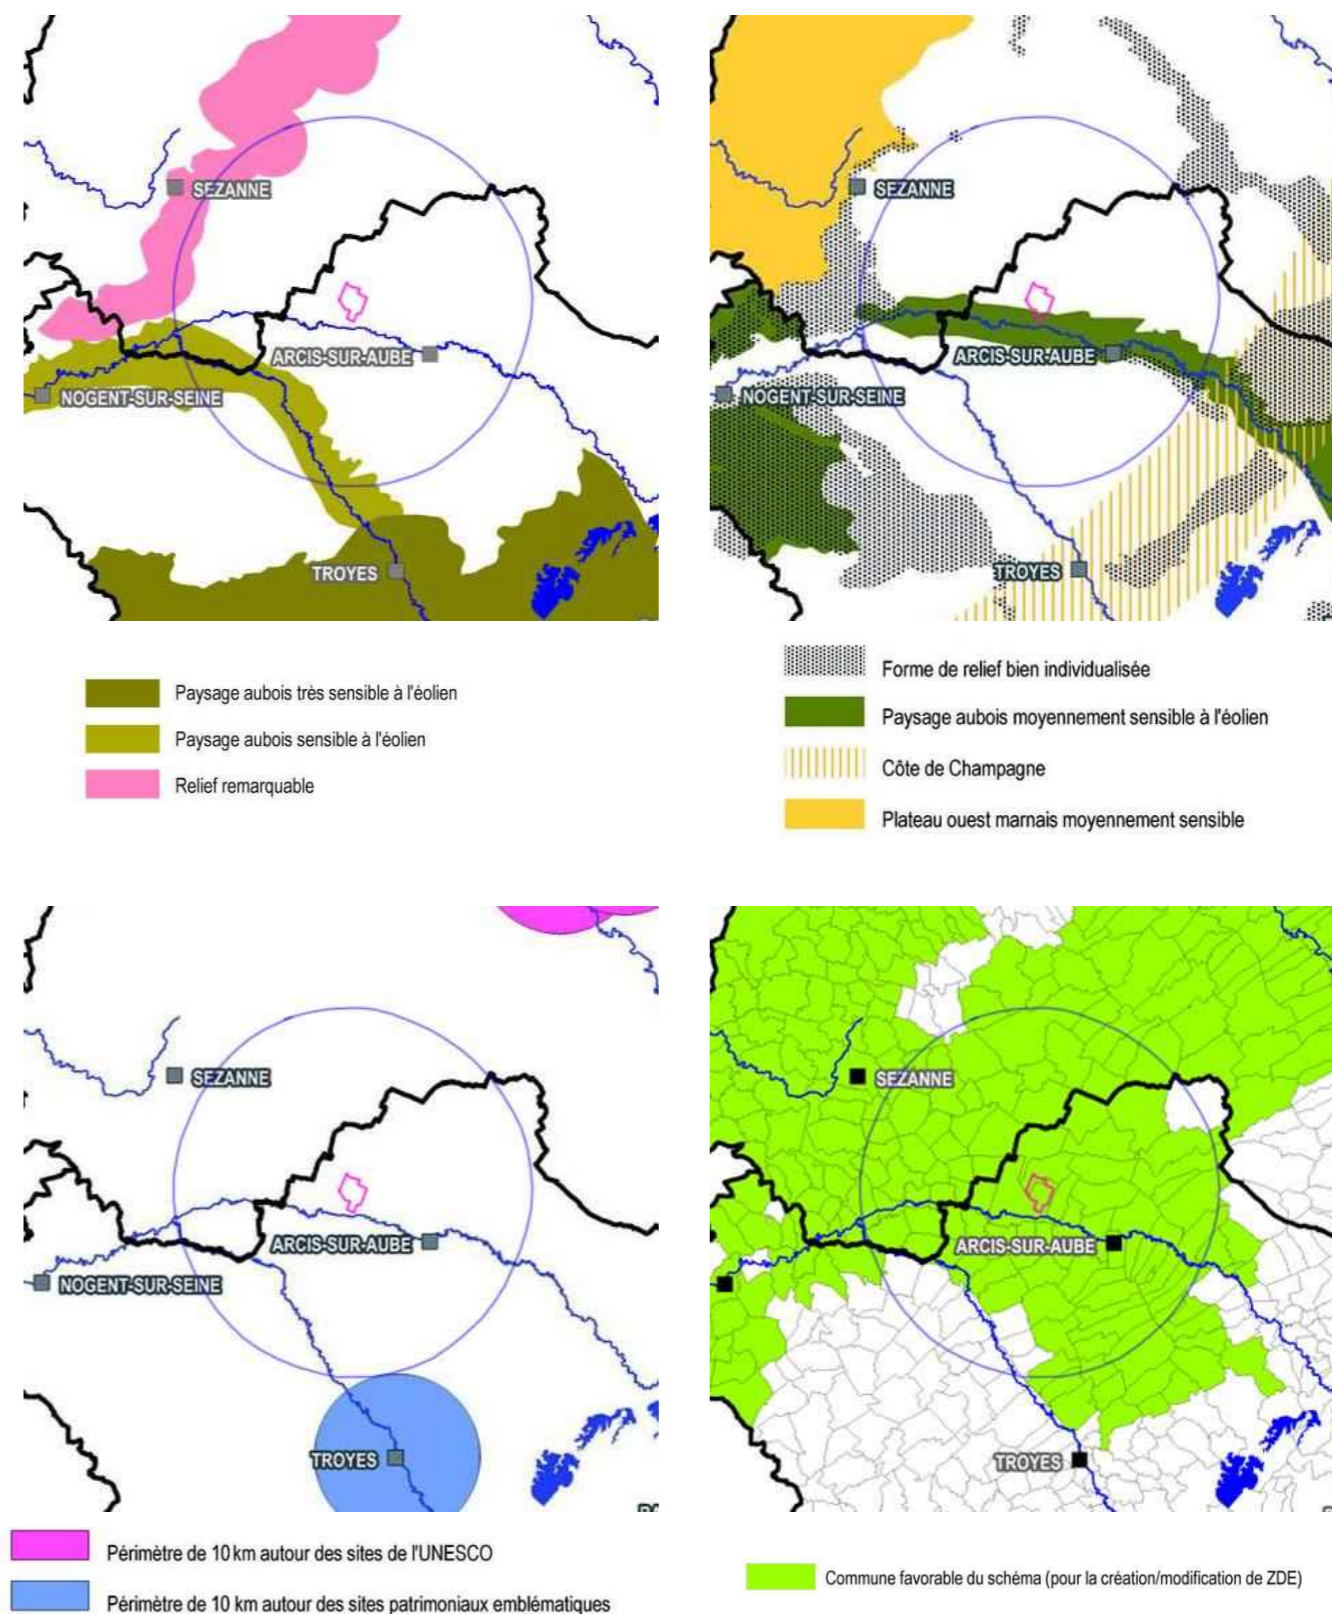 SEZANNE
ARCIS-SUR-AUBE
NOGENT-SUR-SEINE
TROYES
Paysage aubois très sensible à l'éolien
Paysage aubois sensible à l'éolien
Relief remarquable
SEZANNE
ARCIS-SUR-AUBE
NOGENT-SUR-SEINE
TROYES
Forme de relief bien individualisée
Paysage aubois moyennement sensible à l'éolien
Côte de Champagne
Plateau ouest marnais moyennement sensible
SEZANNE
ARCIS-SUR-AUBE
NOGENT-SUR-SEINE
TROYES
Périmètre de 10 km autour des sites de l'UNESCO
Périmètre de 10 km autour des sites patrimoniaux emblématiques
SEZANNE
ARCIS-SUR-AUBE
TROYES
Commune favorable du schéma (pour la création/modification de ZDE)